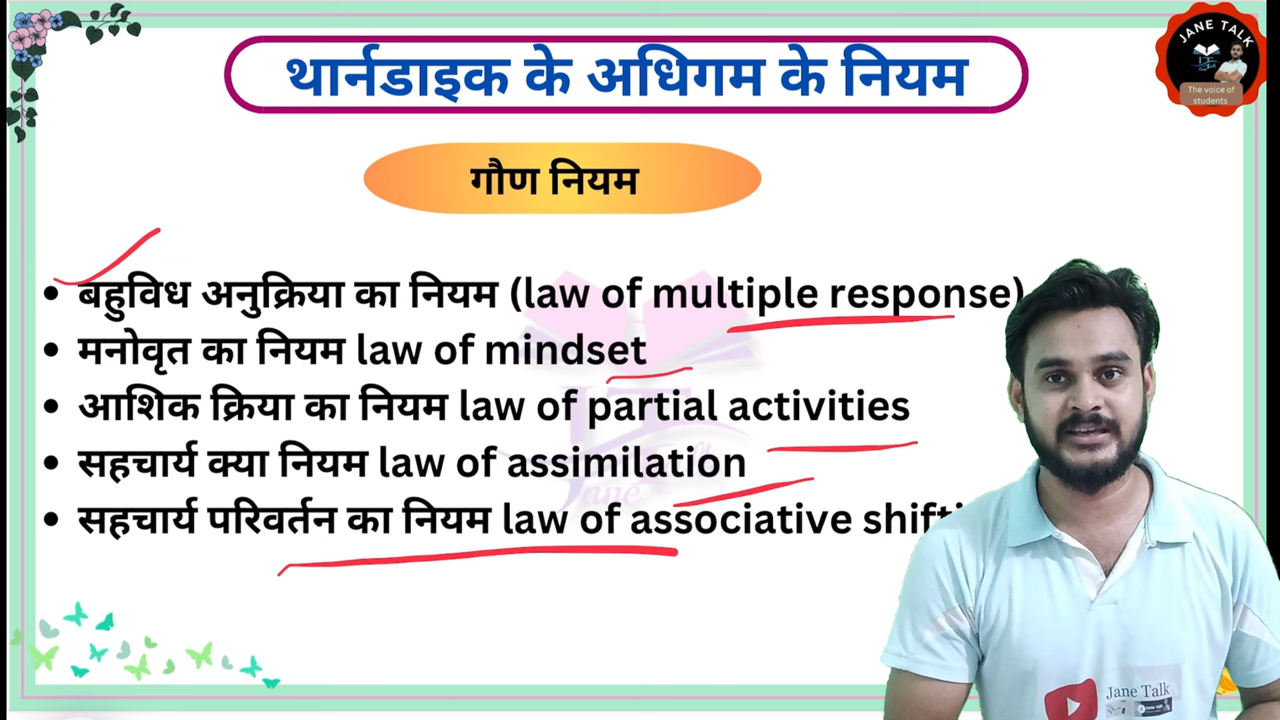 थार्नडाइक के अधिगम के नियम
JANE TALK
The voice of
students
गौण नियम
• बहुविध अनुक्रिया का नियम (law of multiple response)
• मनोवृत का नियम law of mindset
• आशिक क्रिया का नियम law of partial activities
• सहचार्य क्या नियम law of assimilation
• सहचार्य परिवर्तन का नियम law of associative
Jane Talk